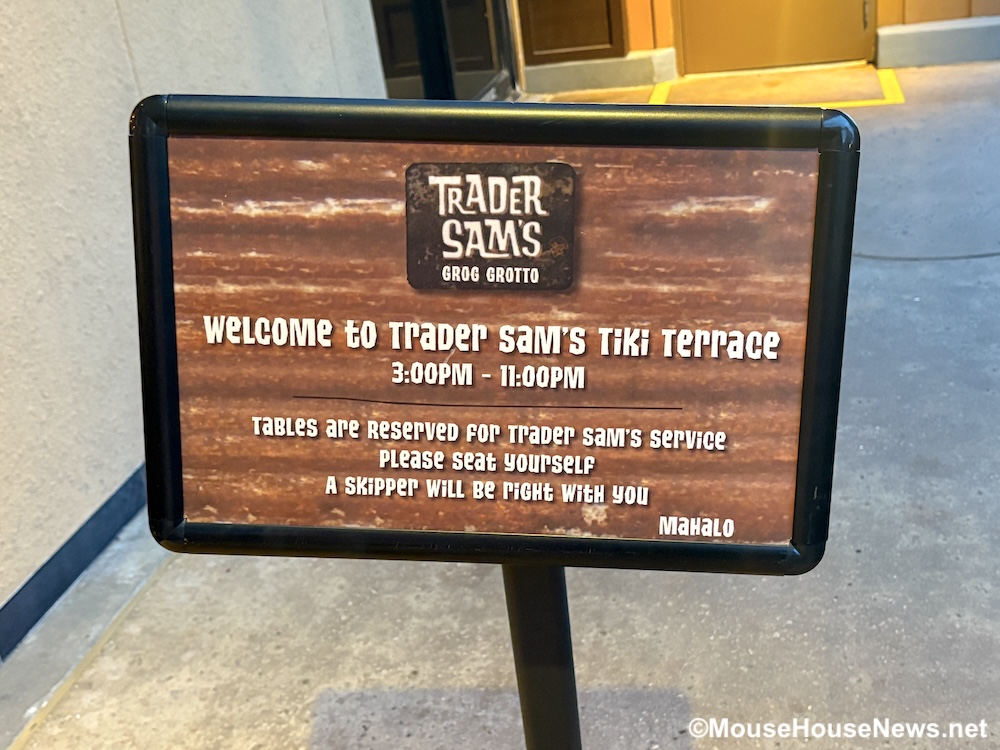 TRADER
SAM'S
GROG GROTTO
Welcome to Trader Sam's Tiki Terrace
3:00PM - 11:00PM
Tables are Reserved for Trader Sam's service
Please seat yourself
A Skipper will be right with you
Mahalo
©MouseHouseNews.net